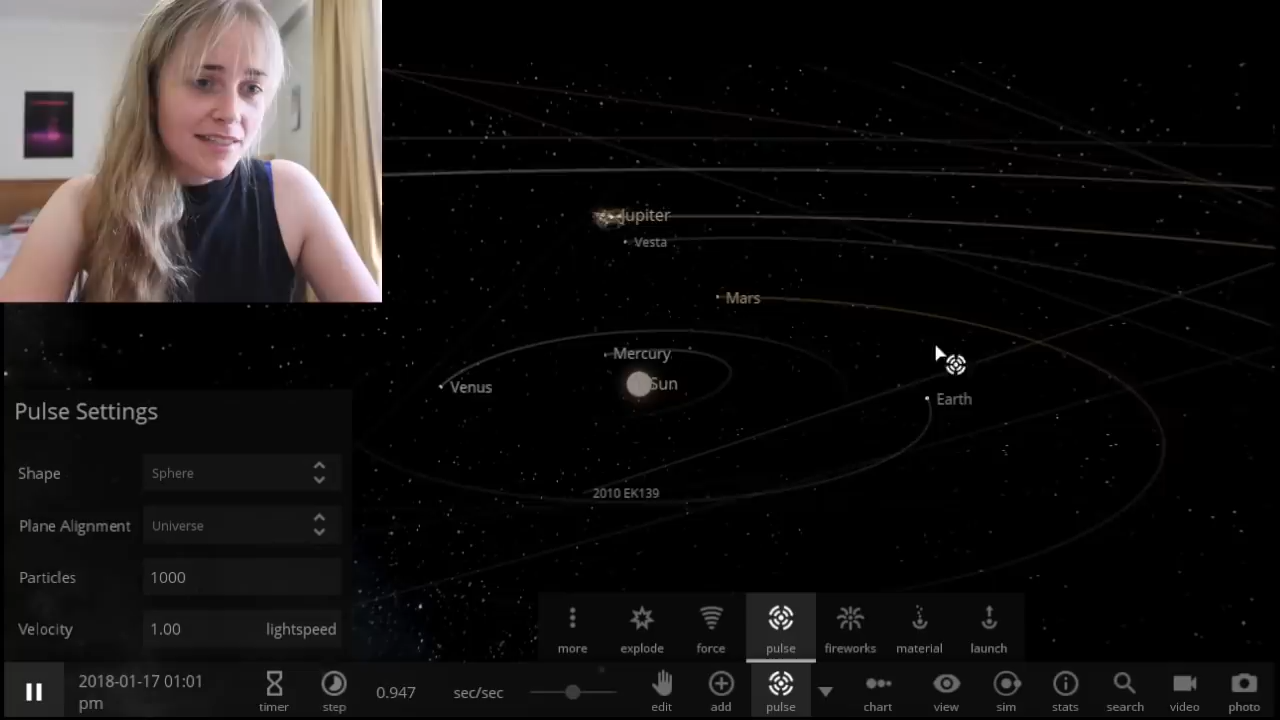 Jupiter
Vesta
Mars
Mercury
Sun
Venus
Earth
2010 EK139
Pulse Settings
Shape Sphere
Plane Alignment Universe
Particles 1000
Velocity 1.00 lightspeed
more explode force pulse fireworks material launch
2018-01-17 01:01
pm
0.947 sec/sec
timer step edit add pulse chart view sim stats search video photo